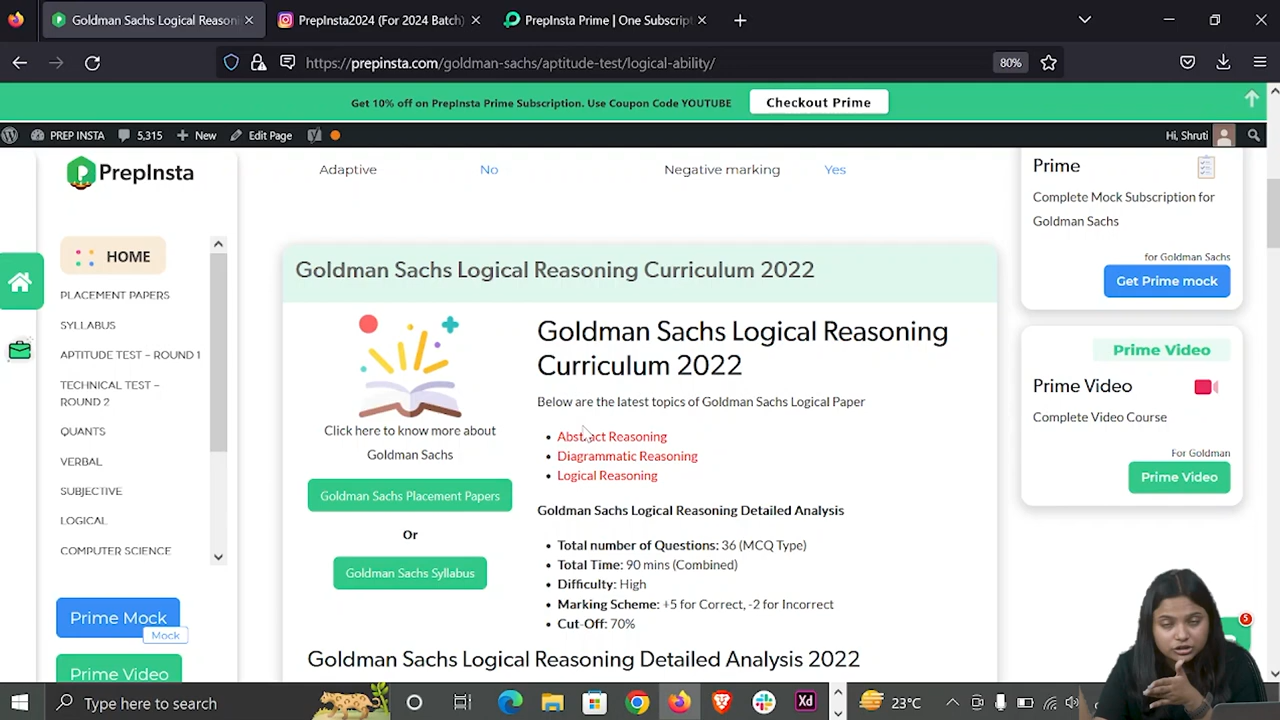 Goldman Sachs Logical Reason
PrepInsta2024 (For 2024 Batch)
PrepInsta Prime | One Subscript
https://prepinsta.com/goldman-sachs/aptitude-test/logical-ability/
80%
Get 10% off on PrepInsta Prime Subscription. Use Coupon Code YOUTUBE
Checkout Prime
PREP INSTA
5,315
New
Edit Page
Hi, Shruti
PrepInsta
HOME
PLACEMENT PAPERS
SYLLABUS
APTITUDE TEST – ROUND 1
TECHNICAL TEST –
ROUND 2
QUANTS
VERBAL
SUBJECTIVE
LOGICAL
COMPUTER SCIENCE
Prime Mock
Mock
Prime Video
Adaptive
No
Negative marking
Yes
Goldman Sachs Logical Reasoning Curriculum 2022
Click here to know more about
Goldman Sachs
Goldman Sachs Placement Papers
Or
Goldman Sachs Syllabus
Goldman Sachs Logical Reasoning
Curriculum 2022
Below are the latest topics of Goldman Sachs Logical Paper
Abstract Reasoning
Diagrammatic Reasoning
Logical Reasoning
Goldman Sachs Logical Reasoning Detailed Analysis
Total number of Questions: 36 (MCQ Type)
Total Time: 90 mins (Combined)
Difficulty: High
Marking Scheme: +5 for Correct, -2 for Incorrect
Cut-Off: 70%
Goldman Sachs Logical Reasoning Detailed Analysis 2022
Prime
Complete Mock Subscription for
Goldman Sachs
for Goldman Sachs
Get Prime mock
Prime Video
Prime Video
Complete Video Course
For Goldman
Prime Video
5
Type here to search
Xd
23°C